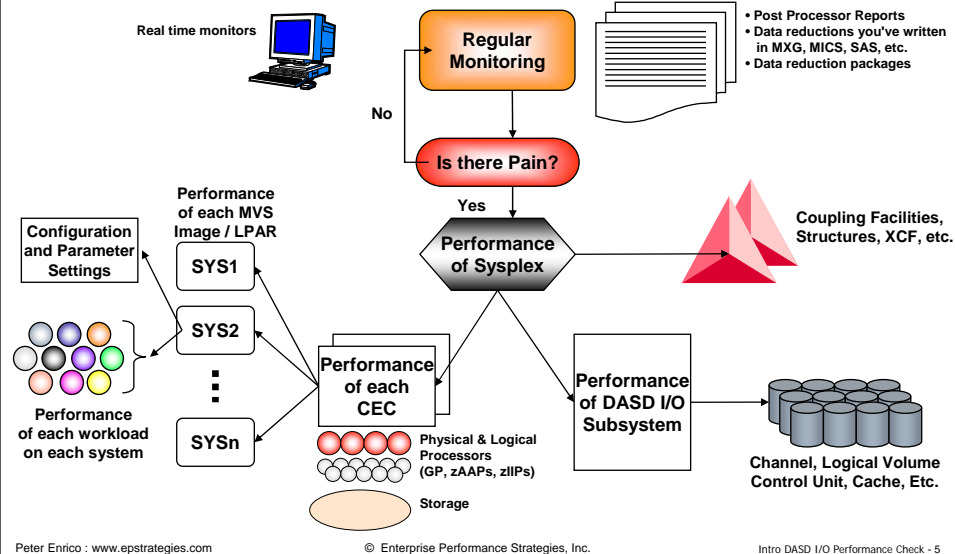 Real time monitors
Regular
Monitoring
• Post Processor Reports
• Data reductions you've written
in MXG, MICS, SAS, etc.
• Data reduction packages
No
Is there Pain?
Yes
Performance
of Sysplex
Coupling Facilities,
Structures, XCF, etc.
Performance
of each MVS
Image / LPAR
Configuration
and Parameter
Settings
SYS1
SYS2
SYSn
Performance
of each workload
on each system
Performance
of each
CEC
Physical & Logical
Processors
(GP, zAAPs, zIIPs)
Storage
Performance
of DASD I/O
Subsystem
Channel, Logical Volume
Control Unit, Cache, Etc.
Peter Enrico : www.epstrategies.com
© Enterprise Performance Strategies, Inc.
Intro DASD I/O Performance Check - 5